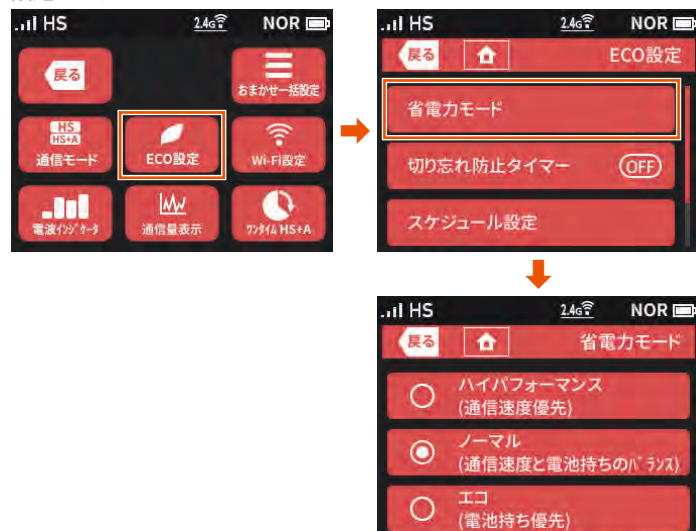 .ııl HS 2.4G NOR
戻る
おまかせ一括設定
HS
HS+A
通信モード
ECO設定
Wi-Fi設定
電波インジケータ
通信量表示
ワンタイム HS+A
.ııl HS 2.4G NOR
戻る ECO設定
省電力モード
切り忘れ防止タイマー OFF
スケジュール設定
.ııl HS 2.4G NOR
戻る 省電力モード
ハイパフォーマンス
(通信速度優先)
ノーマル
(通信速度と電池持ちのバランス)
エコ
(電池持ち優先)